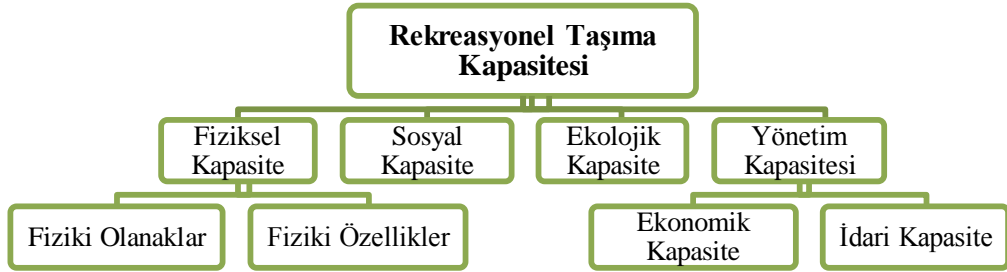 Rekreasyonel Taşıma
Kapasitesi
Fiziksel
Kapasite
Sosyal
Kapasite
Ekolojik
Kapasite
Yönetim
Kapasitesi
Fiziki Olanaklar
Fiziki Özellikler
Ekonomik
Kapasite
İdari Kapasite